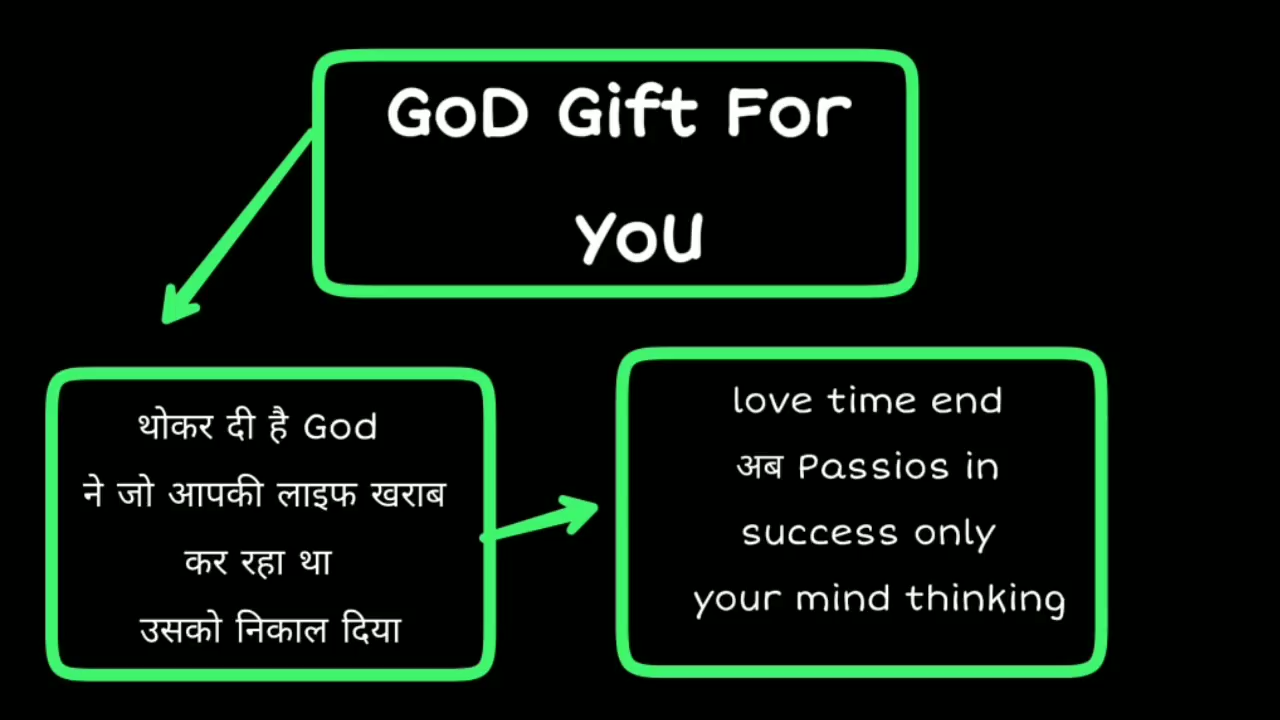 GoD Gift For
YoU
थोकर दी है God
ने जो आपकी लाइफ खराब
कर रहा था
उसको निकाल दिया
love time end
अब Passios in
success only
your mind thinking